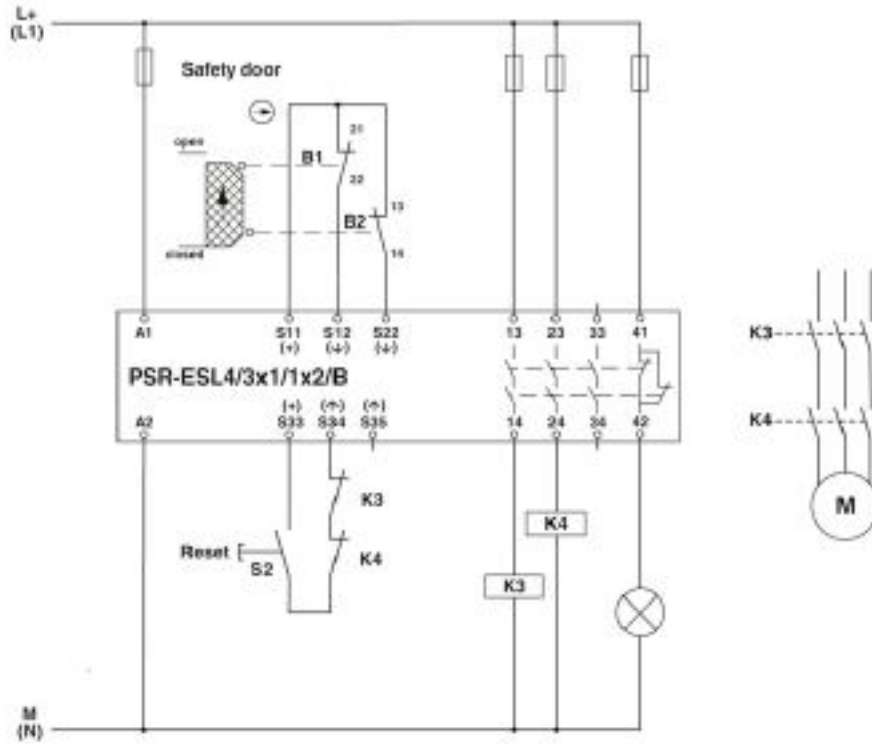 L+
(L1)
Safety door
open
closed
B1
21
22
B2
13
14
A1 S11 S12 S22 13 23 33 41
(+) (↓) (↓)
PSR-ESL4/3x1/1x2/B
(+) (↑) (↑)
A2 S33 S34 S35 14 24 34 42
K3
K4
Reset
S2
K4
K3
K3
K4
M
M
(N)